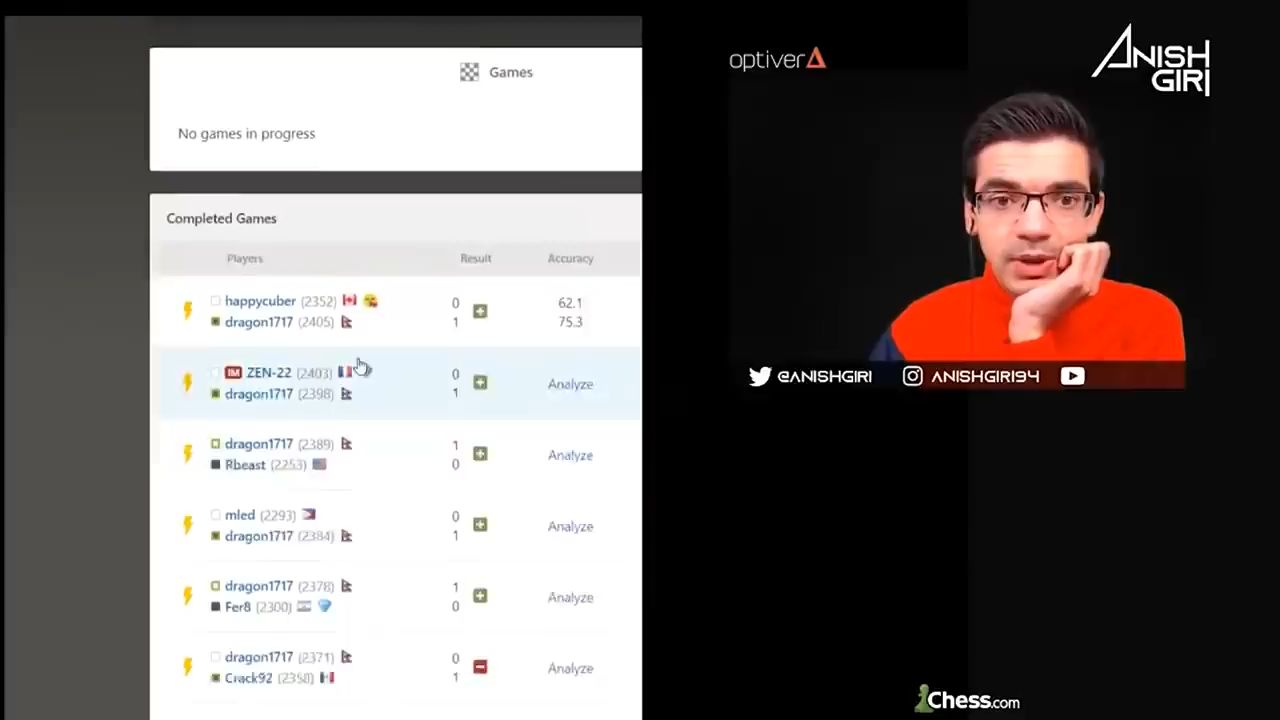 Games
No games in progress
Completed Games
Players Result Accuracy
happycuber (2352) 0 62.1
dragon1717 (2405) 1 75.3
IM ZEN-22 (2403) 0
dragon1717 (2398) 1 Analyze
dragon1717 (2389) 1
Rbeast (2253) 0 Analyze
mled (2293) 0
dragon1717 (2384) 1 Analyze
dragon1717 (2378) 1
Fer8 (2300) 0 Analyze
dragon1717 (2371) 0
Crack92 (2358) 1 Analyze
optiver
ANISH
GIRI
@ANISHGIRI ANISHGIRI94
Chess.com